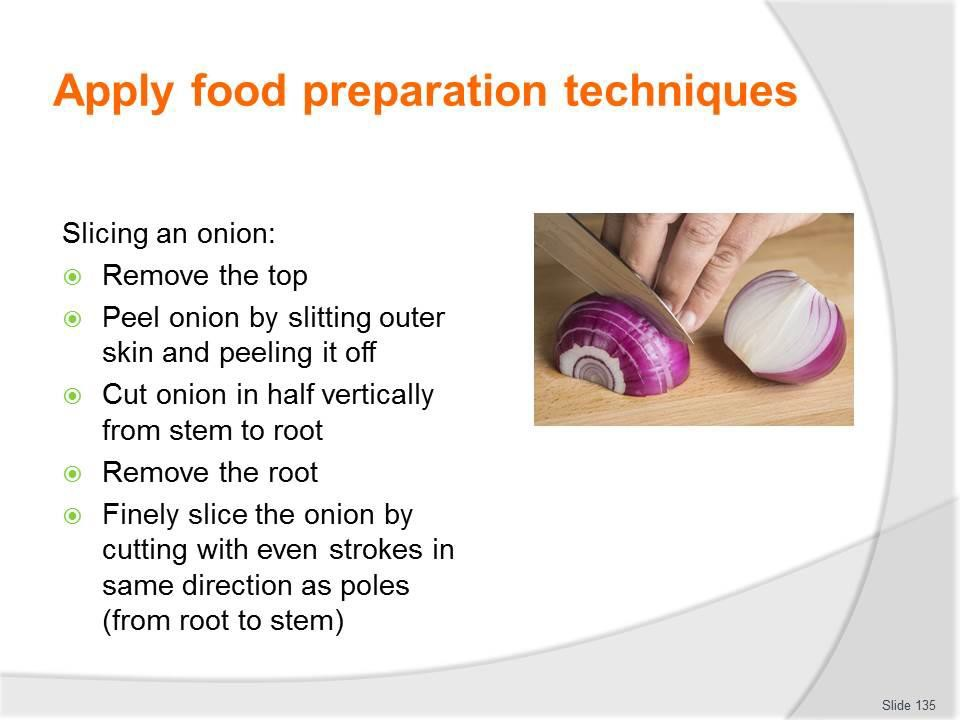 Apply food preparation techniques
Slicing an onion:
Remove the top
Peel onion by slitting outer
skin and peeling it off
Cut onion in half vertically
from stem to root
Remove the root
Finely slice the onion by
cutting with even strokes in
same direction as poles
(from root to stem)
Slide 135